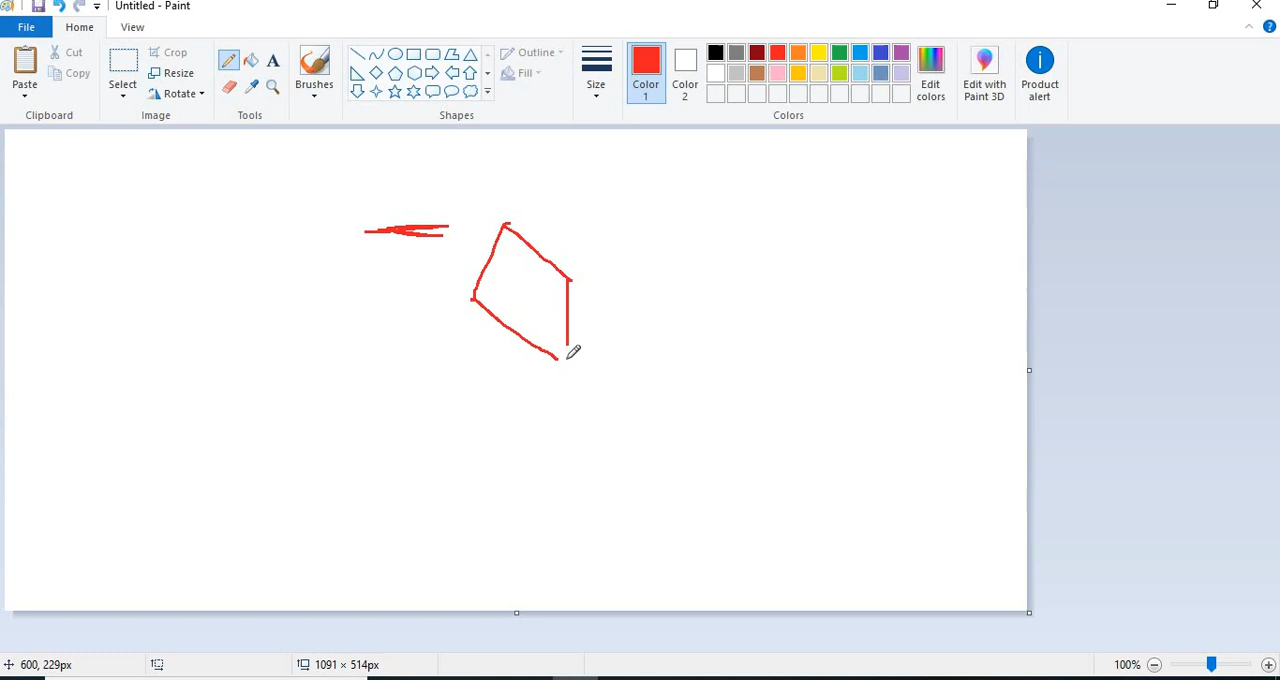 Untitled - Paint
File Home View
Paste
Cut
Copy
Clipboard
Select
Crop
Resize
Rotate
Image
A
Tools
Brushes
Outline
Fill
Shapes
Size
Color 1
Color 2
Edit colors
Colors
Edit with Paint 3D
Product alert
600, 229px
1091 × 514px
100%